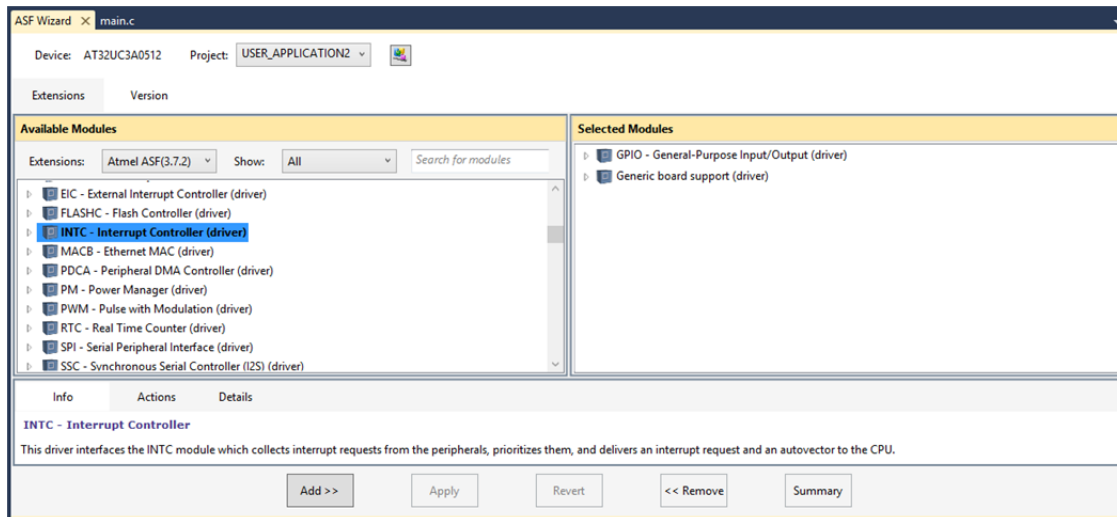 ASF Wizard main.c
Device: AT32UC3A0512 Project: USER_APPLICATION2
Extensions Version
Available Modules
Extensions: Atmel ASF(3.7.2) Show: All Search for modules
EIC - External Interrupt Controller (driver)
FLASHC - Flash Controller (driver)
INTC - Interrupt Controller (driver)
MACB - Ethernet MAC (driver)
PDCA - Peripheral DMA Controller (driver)
PM - Power Manager (driver)
PWM - Pulse with Modulation (driver)
RTC - Real Time Counter (driver)
SPI - Serial Peripheral Interface (driver)
SSC - Synchronous Serial Controller (I2S) (driver)
Selected Modules
GPIO - General-Purpose Input/Output (driver)
Generic board support (driver)
Info Actions Details
INTC - Interrupt Controller
This driver interfaces the INTC module which collects interrupt requests from the peripherals, prioritizes them, and delivers an interrupt request and an autovector to the CPU.
Add >> Apply Revert << Remove Summary